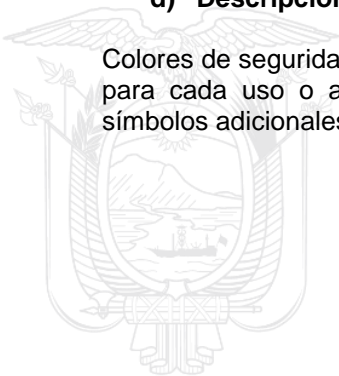 d) Descripción
Colores de segurida
para cada uso o a
símbolos adicionales